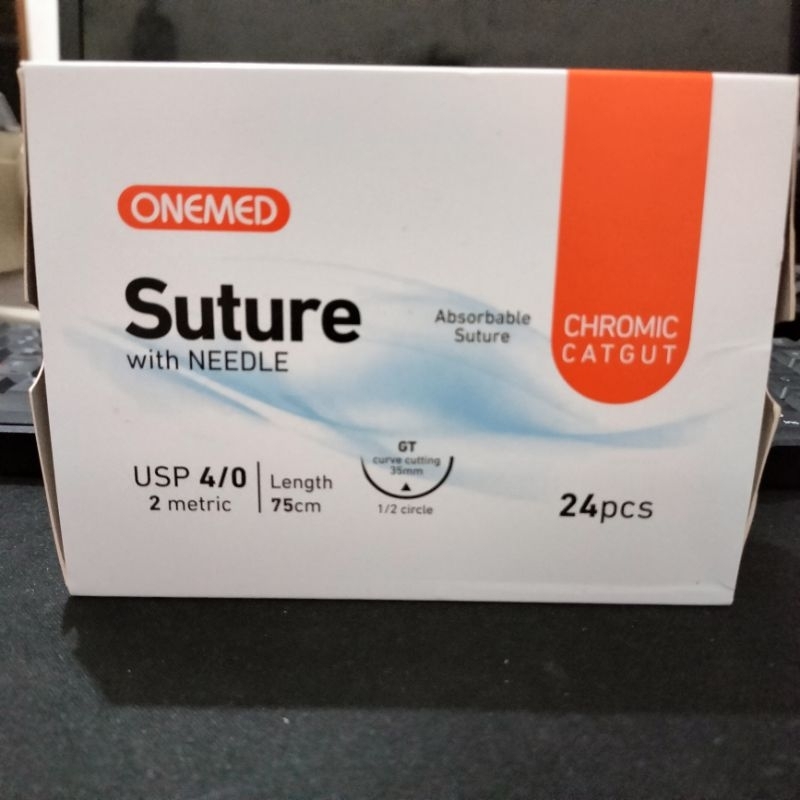 ONEMED
Suture
with NEEDLE
Absorbable
Suture
CHROMIC
CATGUT
USP 4/0
2 metric
Length
75cm
GT
curve cutting
35mm
1/2 circle
24pcs